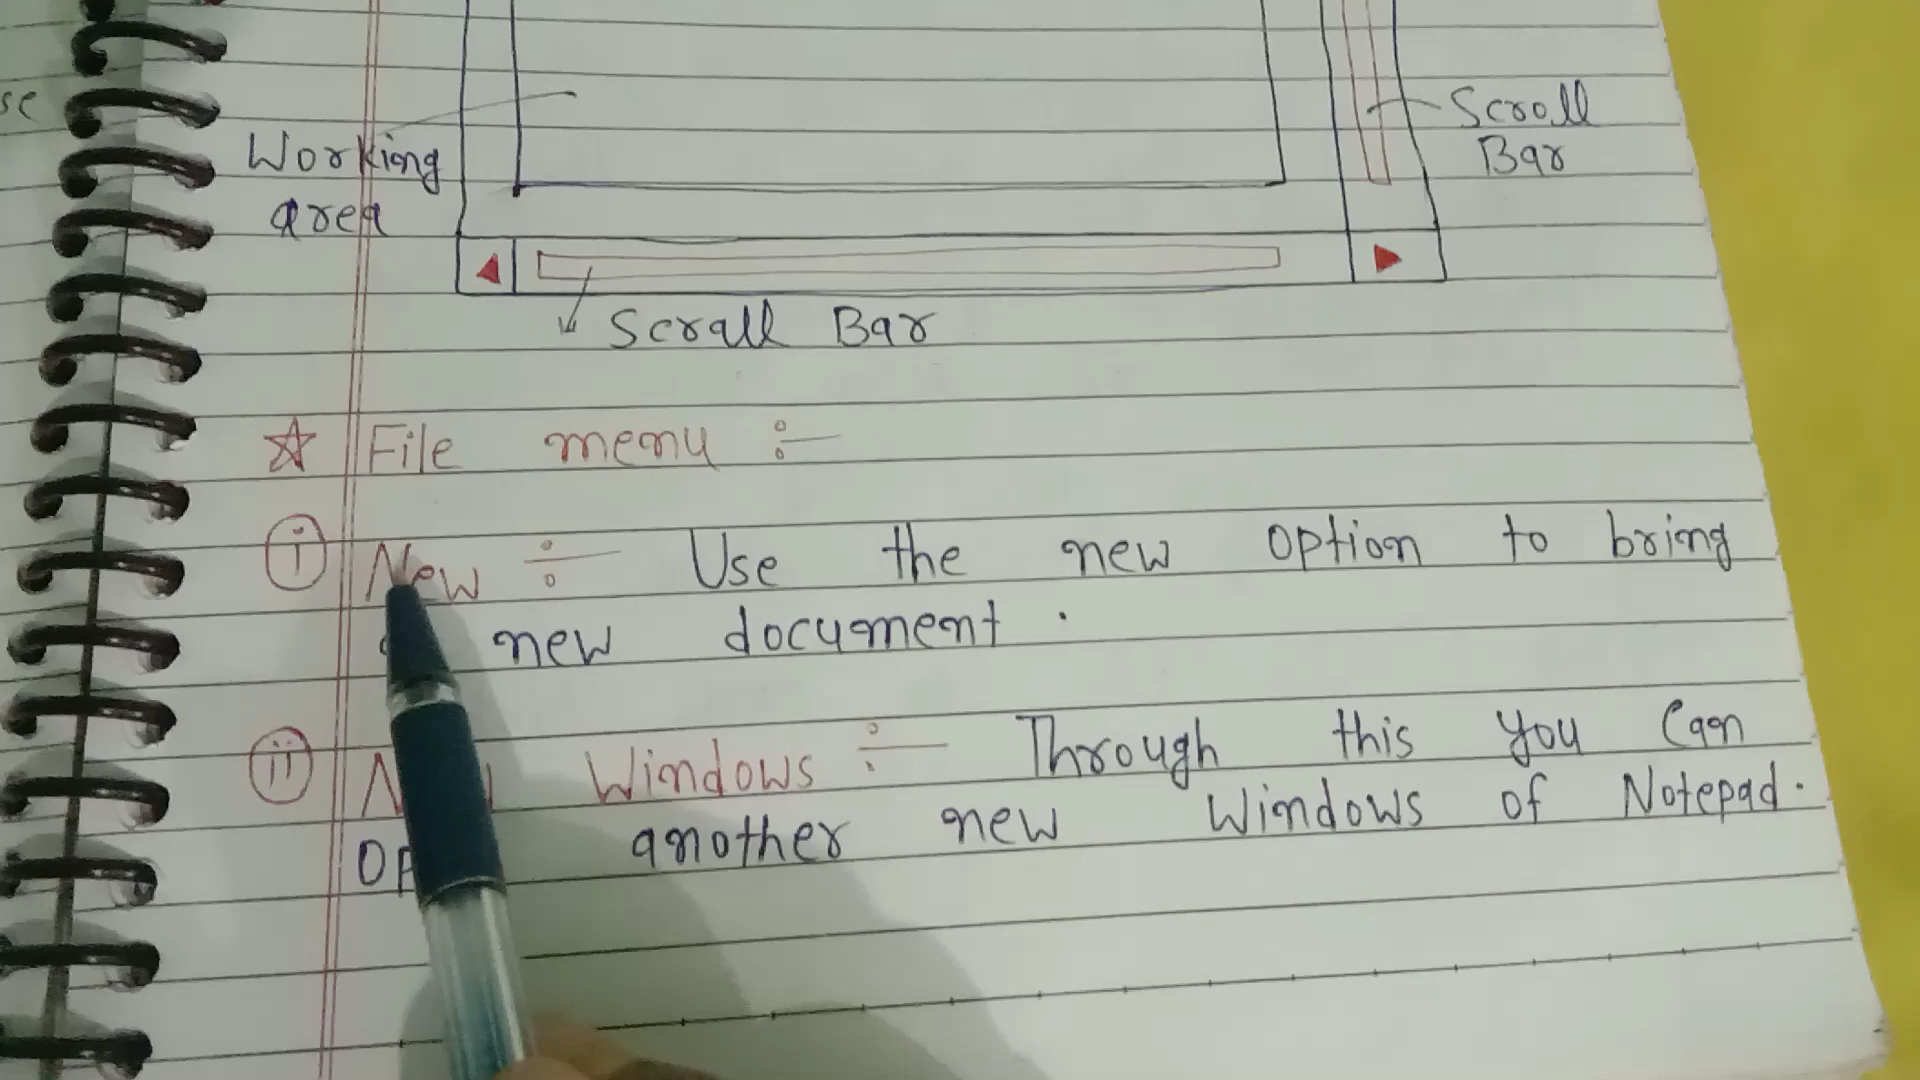 sc
Scroll
Bar
Working
area
Scrall Bar
☆ File menu :-
(i) New :- Use the new option to bring
new document .
(ii) Windows :- Through this you Can
another new Windows of Notepad.